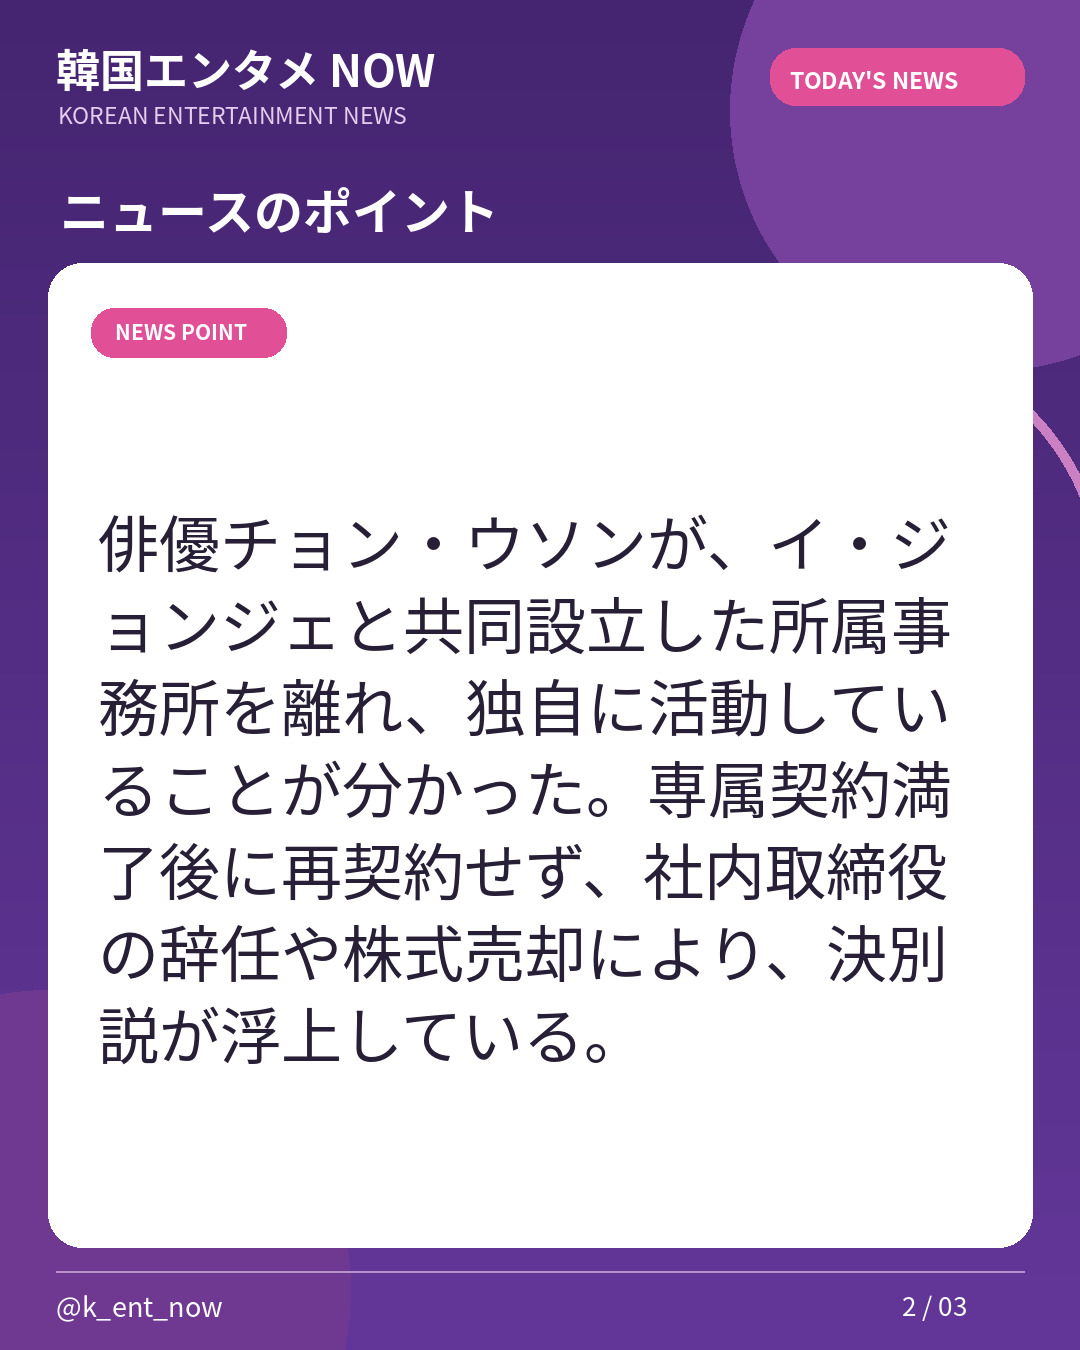 韓国エンタメ NOW
KOREAN ENTERTAINMENT NEWS
TODAY'S NEWS
ニュースのポイント
NEWS POINT
俳優チョン・ウソンが、イ・ジ
ョンジェと共同設立した所属事
務所を離れ、独自に活動してい
ることが分かった。専属契約満
了後に再契約せず、社内取締役
の辞任や株式売却により、決別
説が浮上している。
@k_ent_now
2 / 03